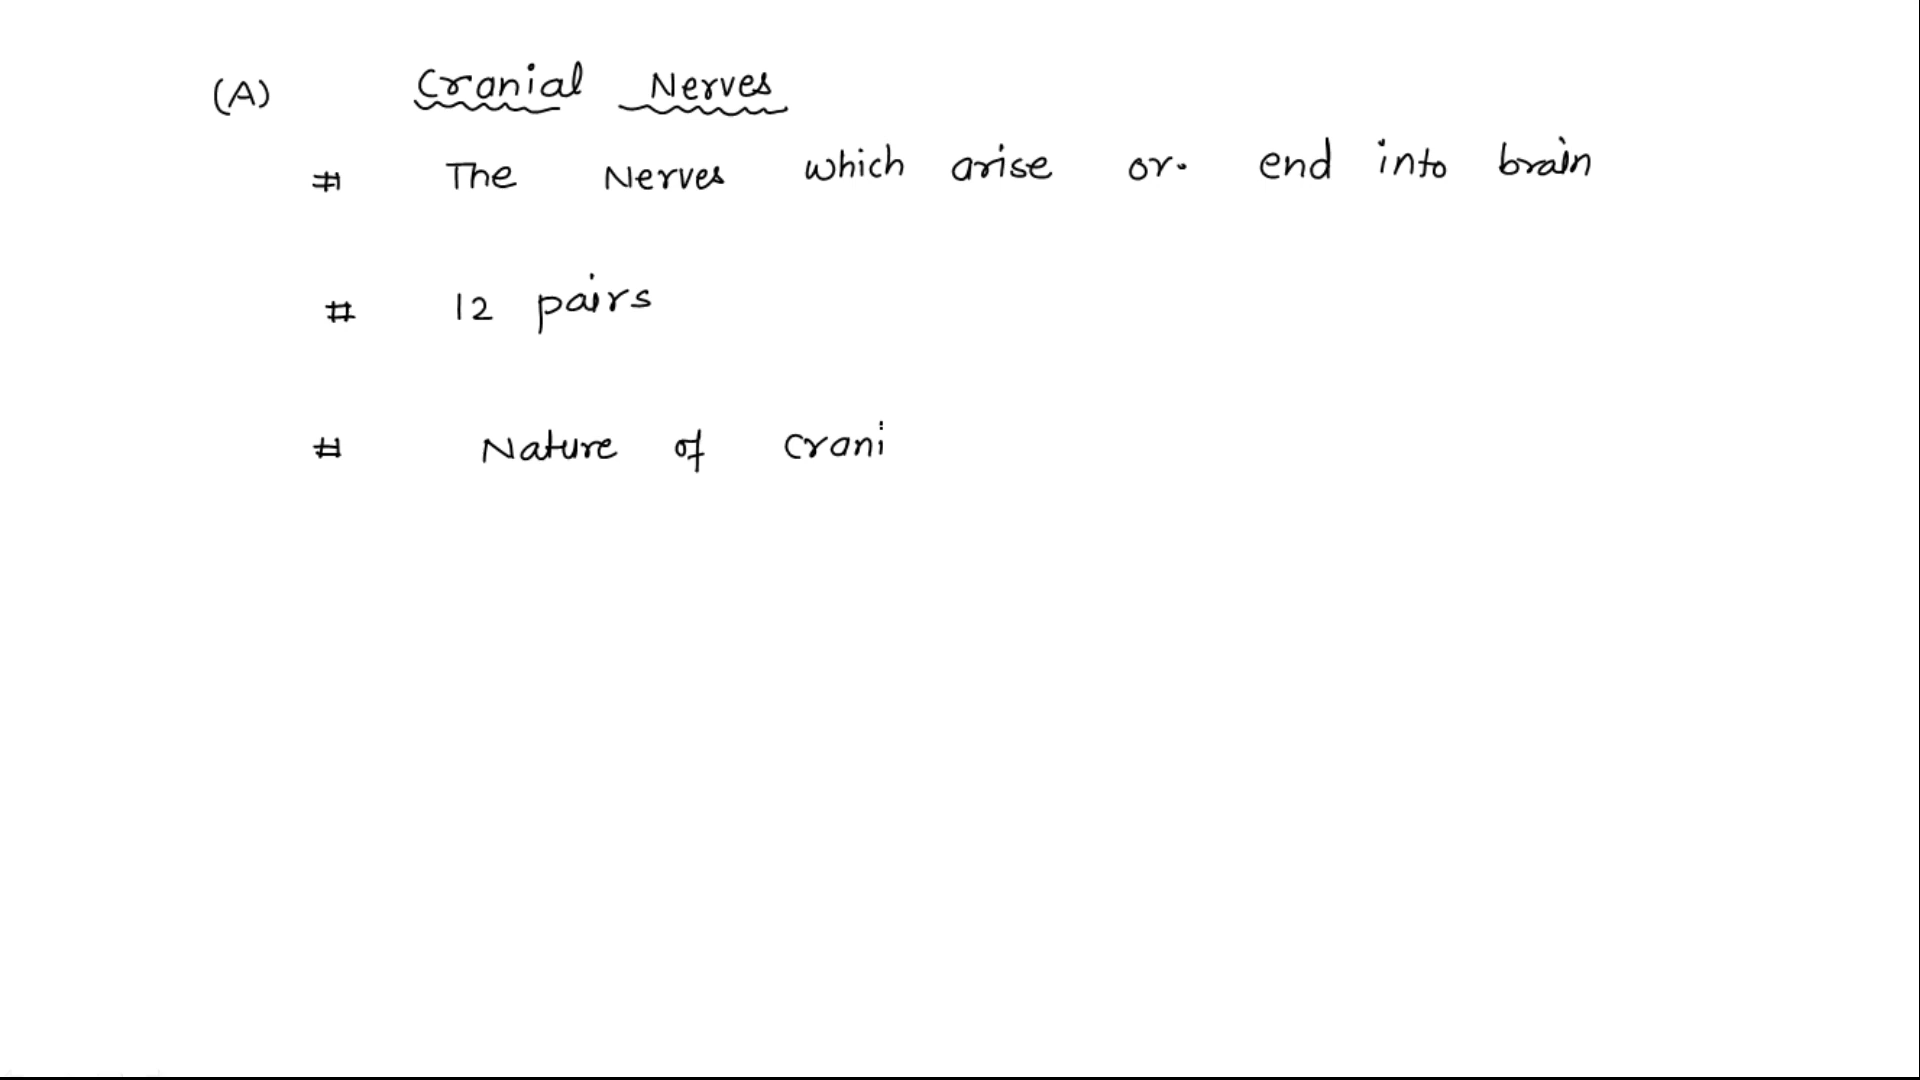 (A) Cranial Nerves
# The Nerves which arise or end into brain
# 12 pairs
# Nature of crani